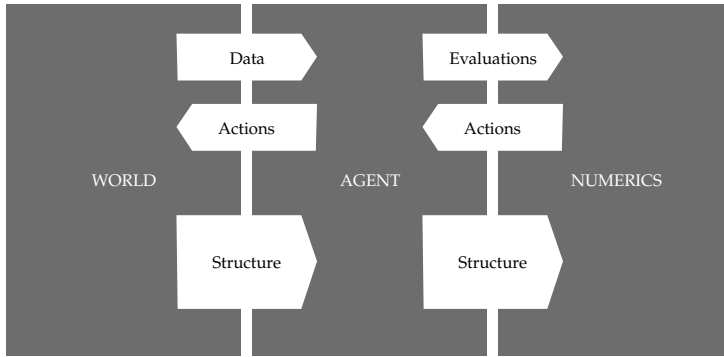 Data
Evaluations
Actions
Actions
WORLD
AGENT
NUMERICS
Structure
Structure